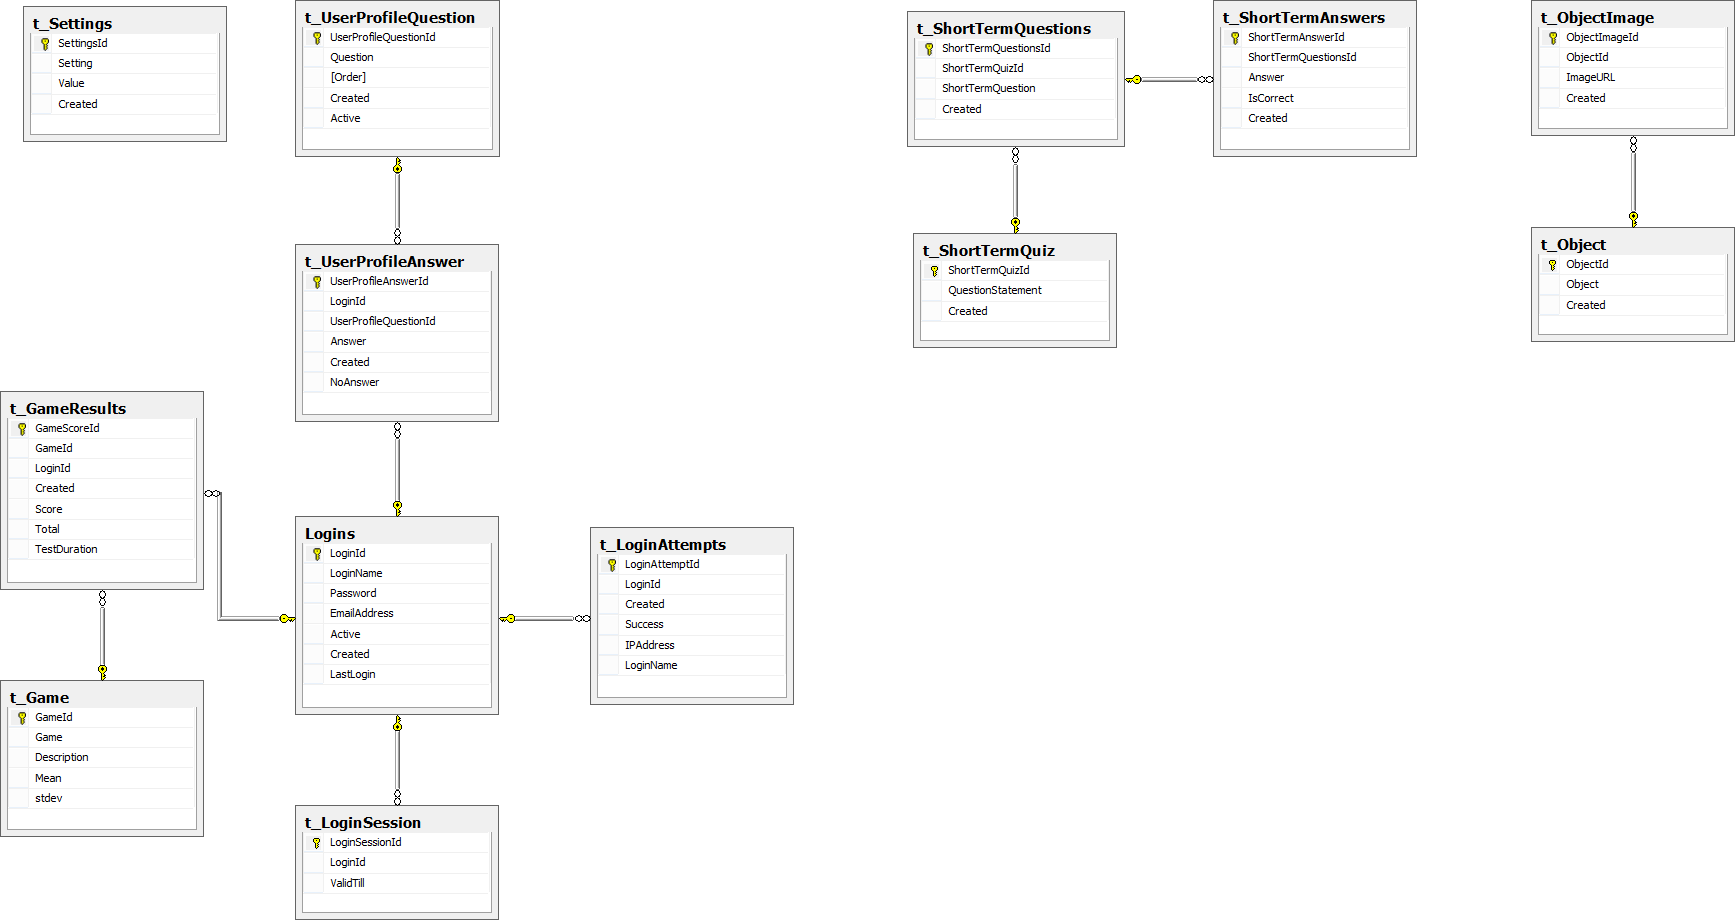 t_Settings
SettingsId
Setting
Value
Created
t_UserProfileQuestion
UserProfileQuestionId
Question
[Order]
Created
Active
t_ShortTermQuestions
ShortTermQuestionsId
ShortTermQuizId
ShortTermQuestion
Created
t_ShortTermAnswers
ShortTermAnswerId
ShortTermQuestionsId
Answer
IsCorrect
Created
t_ObjectImage
ObjectImageId
ObjectId
ImageURL
Created
t_UserProfileAnswer
UserProfileAnswerId
LoginId
UserProfileQuestionId
Answer
Created
NoAnswer
t_ShortTermQuiz
ShortTermQuizId
QuestionStatement
Created
t_Object
ObjectId
Object
Created
t_GameResults
GameScoreId
GameId
LoginId
Created
Score
Total
TestDuration
Logins
LoginId
LoginName
Password
EmailAddress
Active
Created
LastLogin
t_LoginAttempts
LoginAttemptId
LoginId
Created
Success
IPAddress
LoginName
t_Game
GameId
Game
Description
Mean
stdev
t_LoginSession
LoginSessionId
LoginId
ValidTill